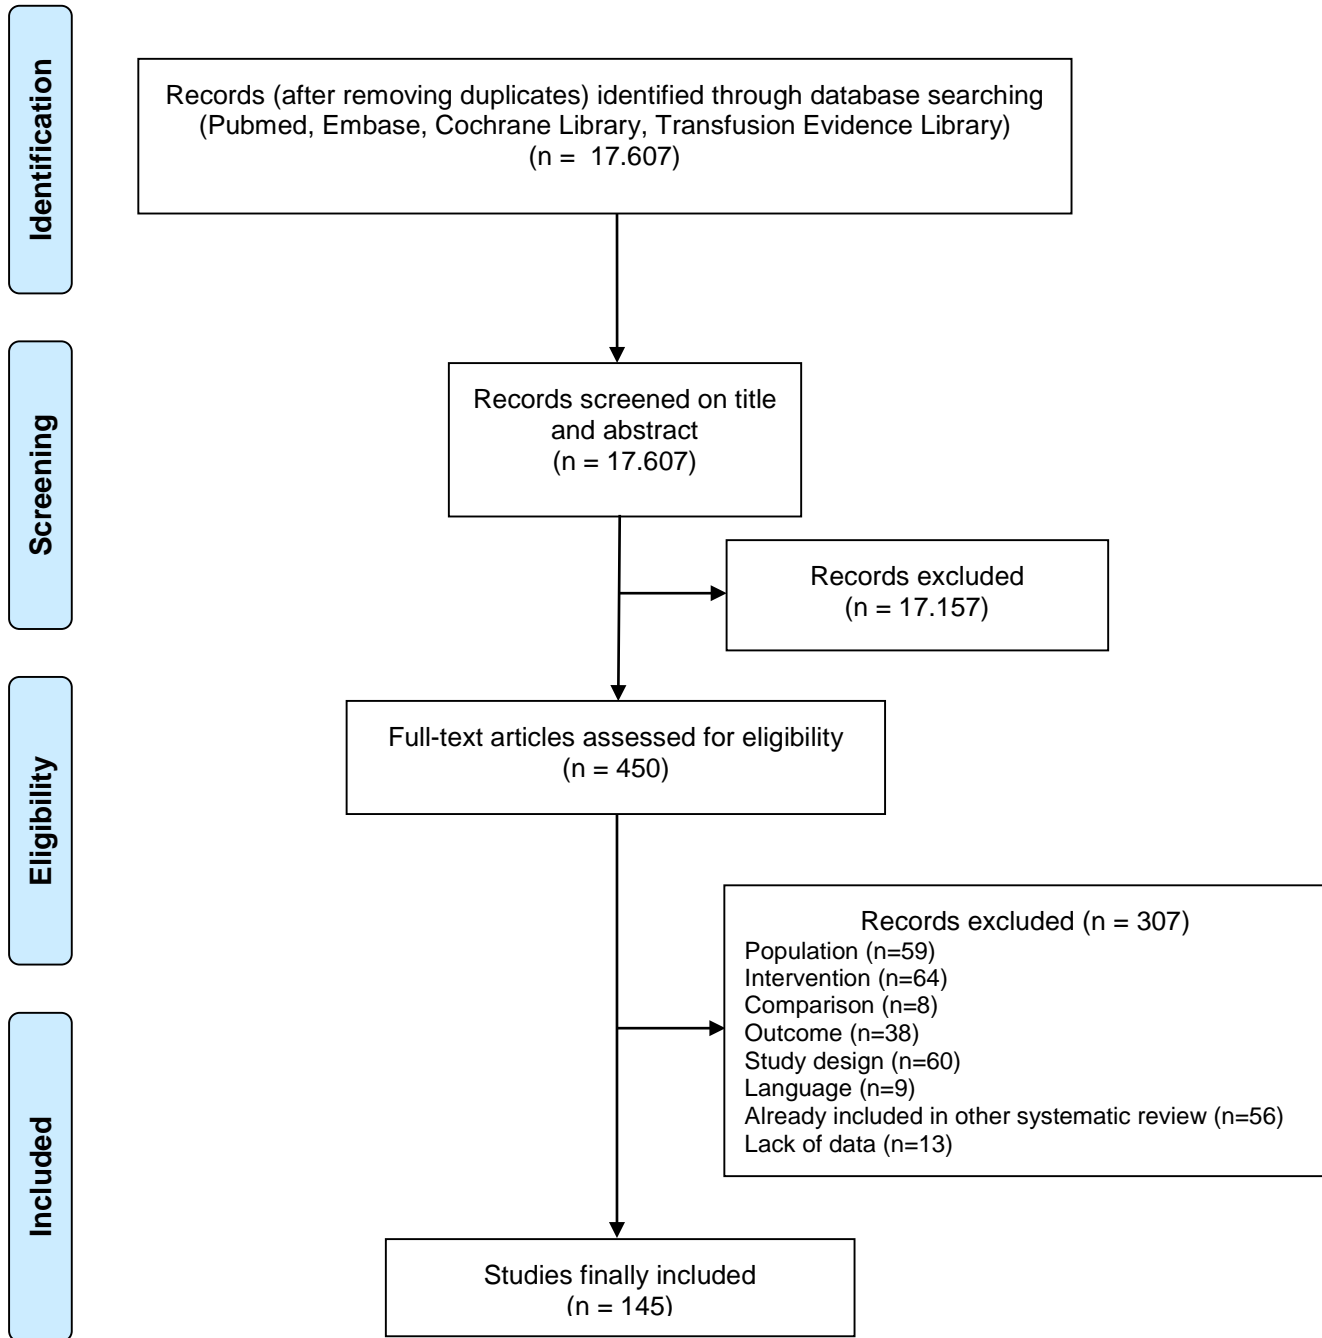 Identification
Records (after removing duplicates) identified through database searching
(Pubmed, Embase, Cochrane Library, Transfusion Evidence Library)
(n =  17.607)
Screening
Records screened on title
and abstract
(n = 17.607)
Records excluded
(n = 17.157)
Eligibility
Full-text articles assessed for eligibility
(n = 450)
Records excluded (n = 307)
Population (n=59)
Intervention (n=64)
Comparison (n=8)
Outcome (n=38)
Study design (n=60)
Language (n=9)
Already included in other systematic review (n=56)
Lack of data (n=13)
Included
Studies finally included
(n = 145)